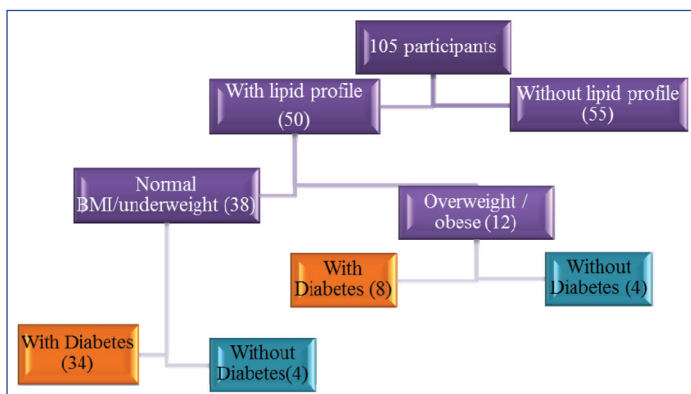 105 participants
With lipid profile
(50)
Without lipid profile
(55)
Normal
BMI/underweight (38)
Overweight /
obese (12)
With
Diabetes (8)
Without
Diabetes (4)
With Diabetes
(34)
Without
Diabetes(4)